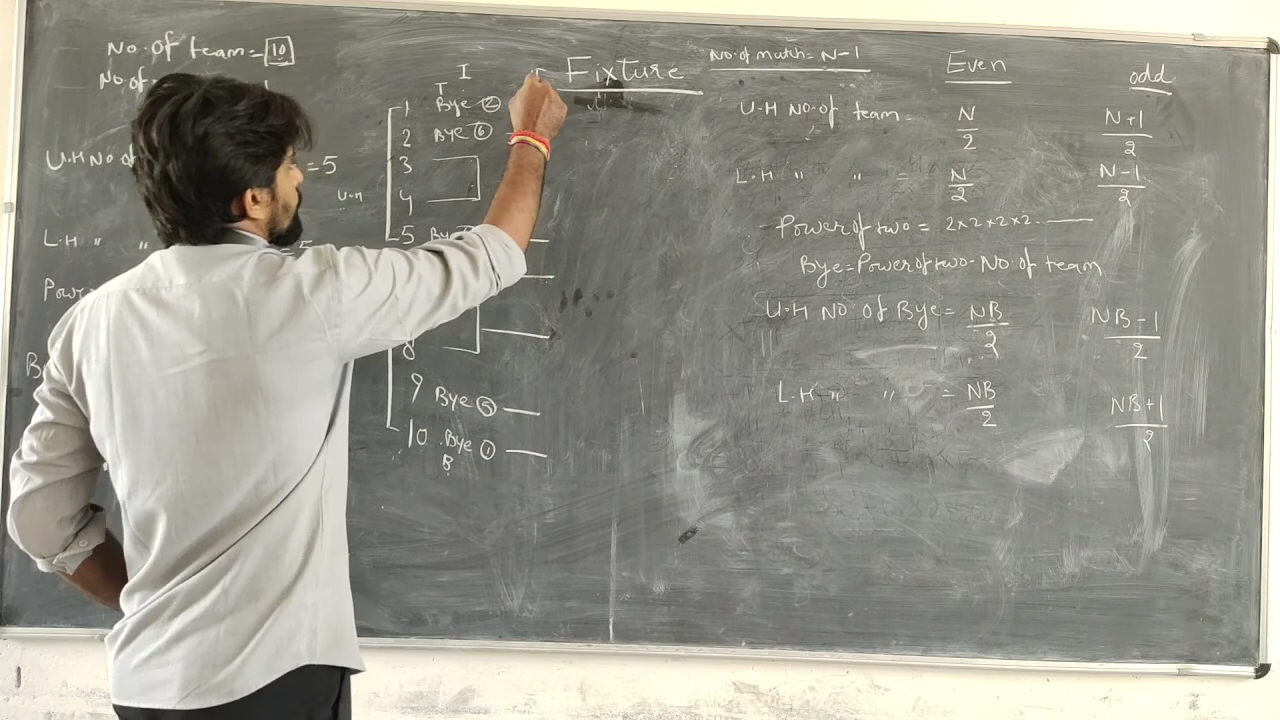 No. of team = 10
No. of
U.H No of = 5
L.H " " = 5
Power
I
T
1 Bye ②
2 Bye ⑥
3
4
U-H
5 Bye
8
9 Bye ⑤
10 Bye ①
B
Fixture
No. of match = N-1
Even odd
U.H No. of team = N/2 N+1/2
L.H " " = N/2 N-1/2
Power of two = 2×2×2×2.
Bye = Power of two - No. of team
U.H No. of Bye = NB/2 NB-1/2
L.H " " = NB/2 NB+1/2